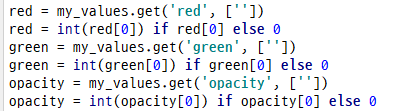 red = my_values.get('red', [''])
red = int(red[0]) if red[0] else 0
green = my_values.get('green', [''])
green = int(green[0]) if green[0] else 0
opacity = my_values.get('opacity', [''])
opacity = int(opacity[0]) if opacity[0] else 0